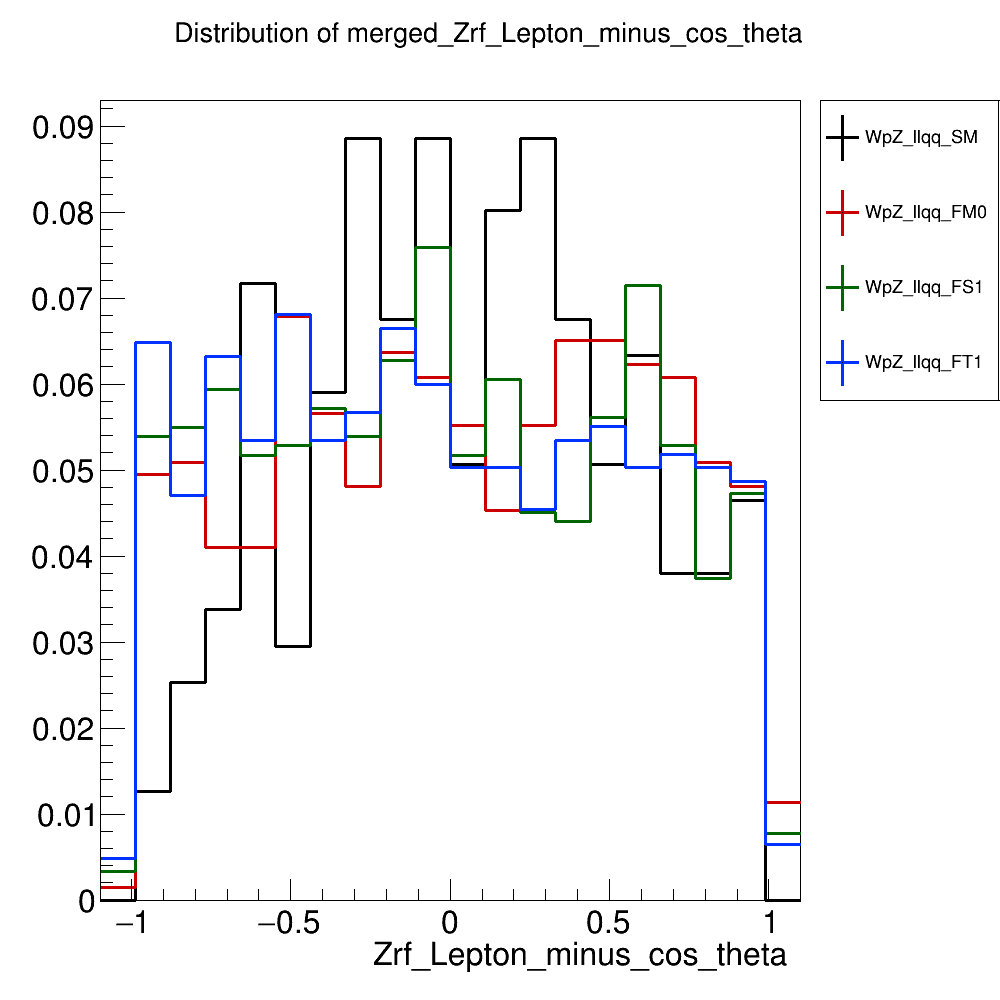 Distribution of merged_Zrf_Lepton_minus_cos_theta
0.09
0.08
0.07
0.06
0.05
0.04
0.03
0.02
0.01
0
−1
−0.5
0
0.5
1
Zrf_Lepton_minus_cos_theta
WpZ_llqq_SM
WpZ_llqq_FM0
WpZ_llqq_FS1
WpZ_llqq_FT1